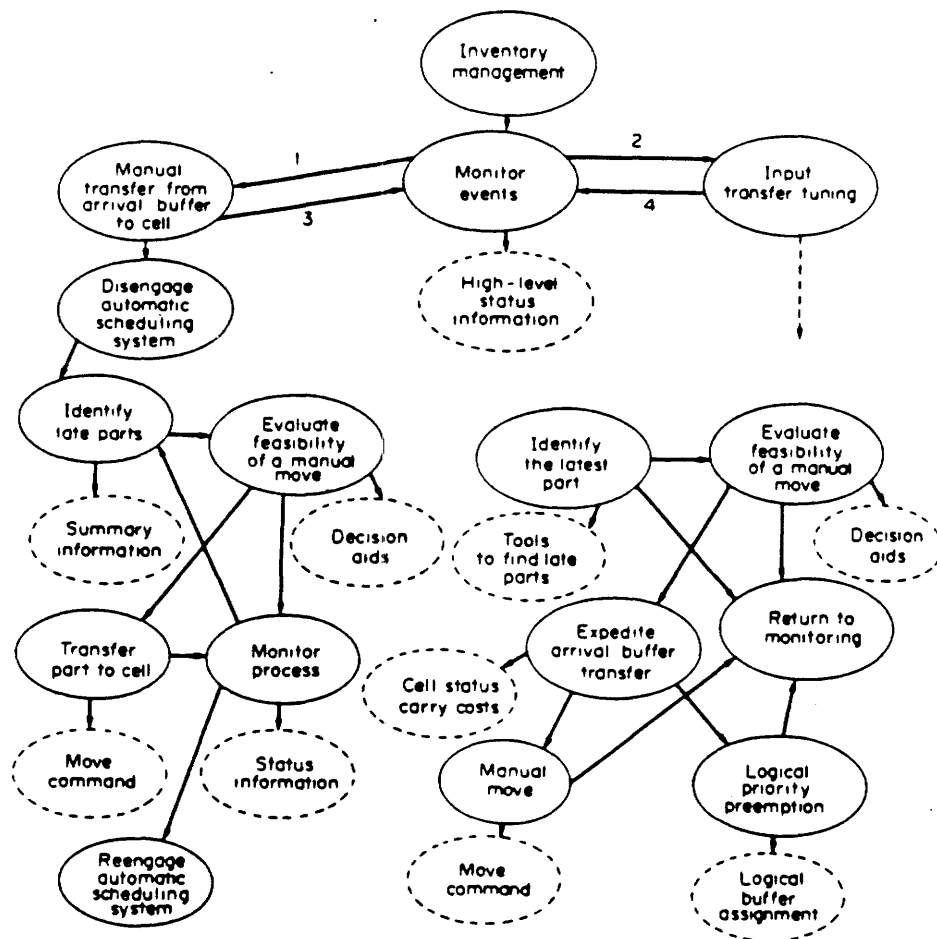 Inventory
management
1
2
Manual
transfer from
arrival buffer
to cell
Monitor
events
Input
transfer tuning
3
4
Disengage
automatic
scheduling
system
High-level
status
information
Identify
late parts
Evaluate
feasibility
of a manual
move
Identify
the latest
part
Evaluate
feasibility
of a manual
move
Summary
information
Decision
aids
Tools
to find late
parts
Decision
aids
Transfer
part to cell
Monitor
process
Expedite
arrival buffer
transfer
Return to
monitoring
Cell status
carry costs
Move
command
Status
information
Manual
move
Logical
priority
preemption
Reengage
automatic
scheduling
system
Move
command
Logical
buffer
assignment